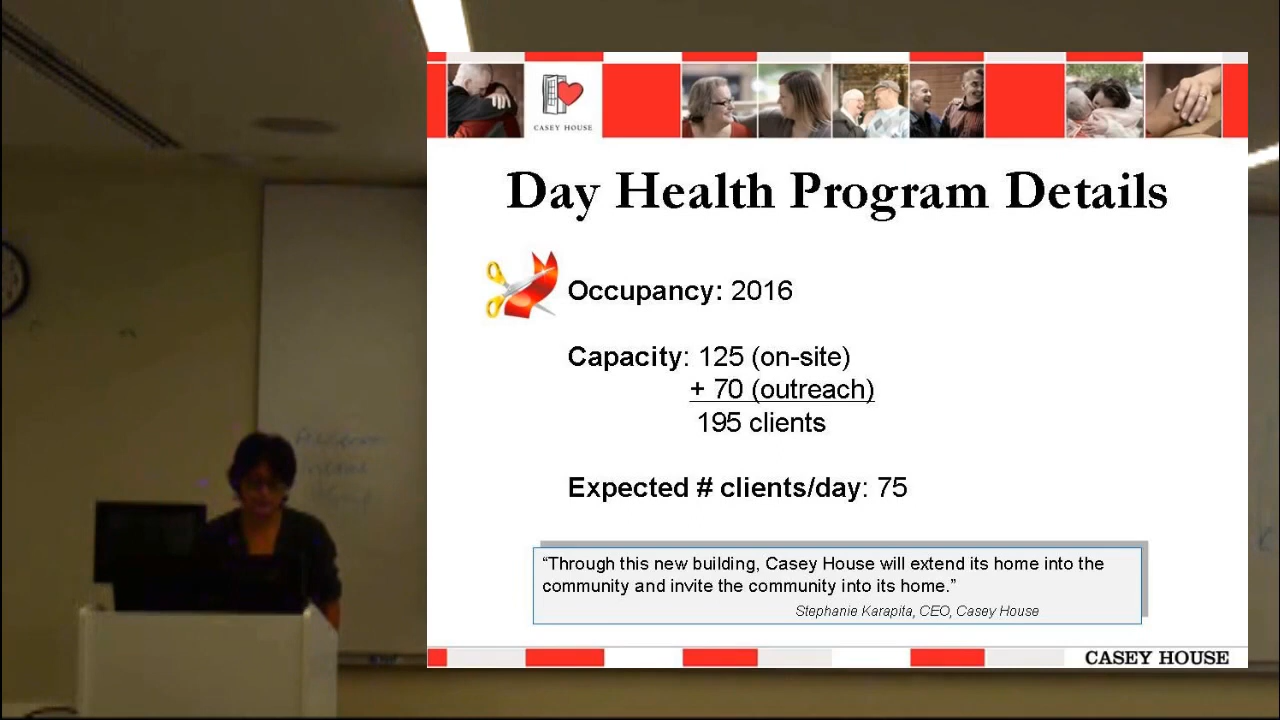 CASEY HOUSE
Day Health Program Details
Occupancy: 2016
Capacity: 125 (on-site)
+ 70 (outreach)
195 clients
Expected # clients/day: 75
“Through this new building, Casey House will extend its home into the
community and invite the community into its home.”
Stephanie Karapita, CEO, Casey House
CASEY HOUSE